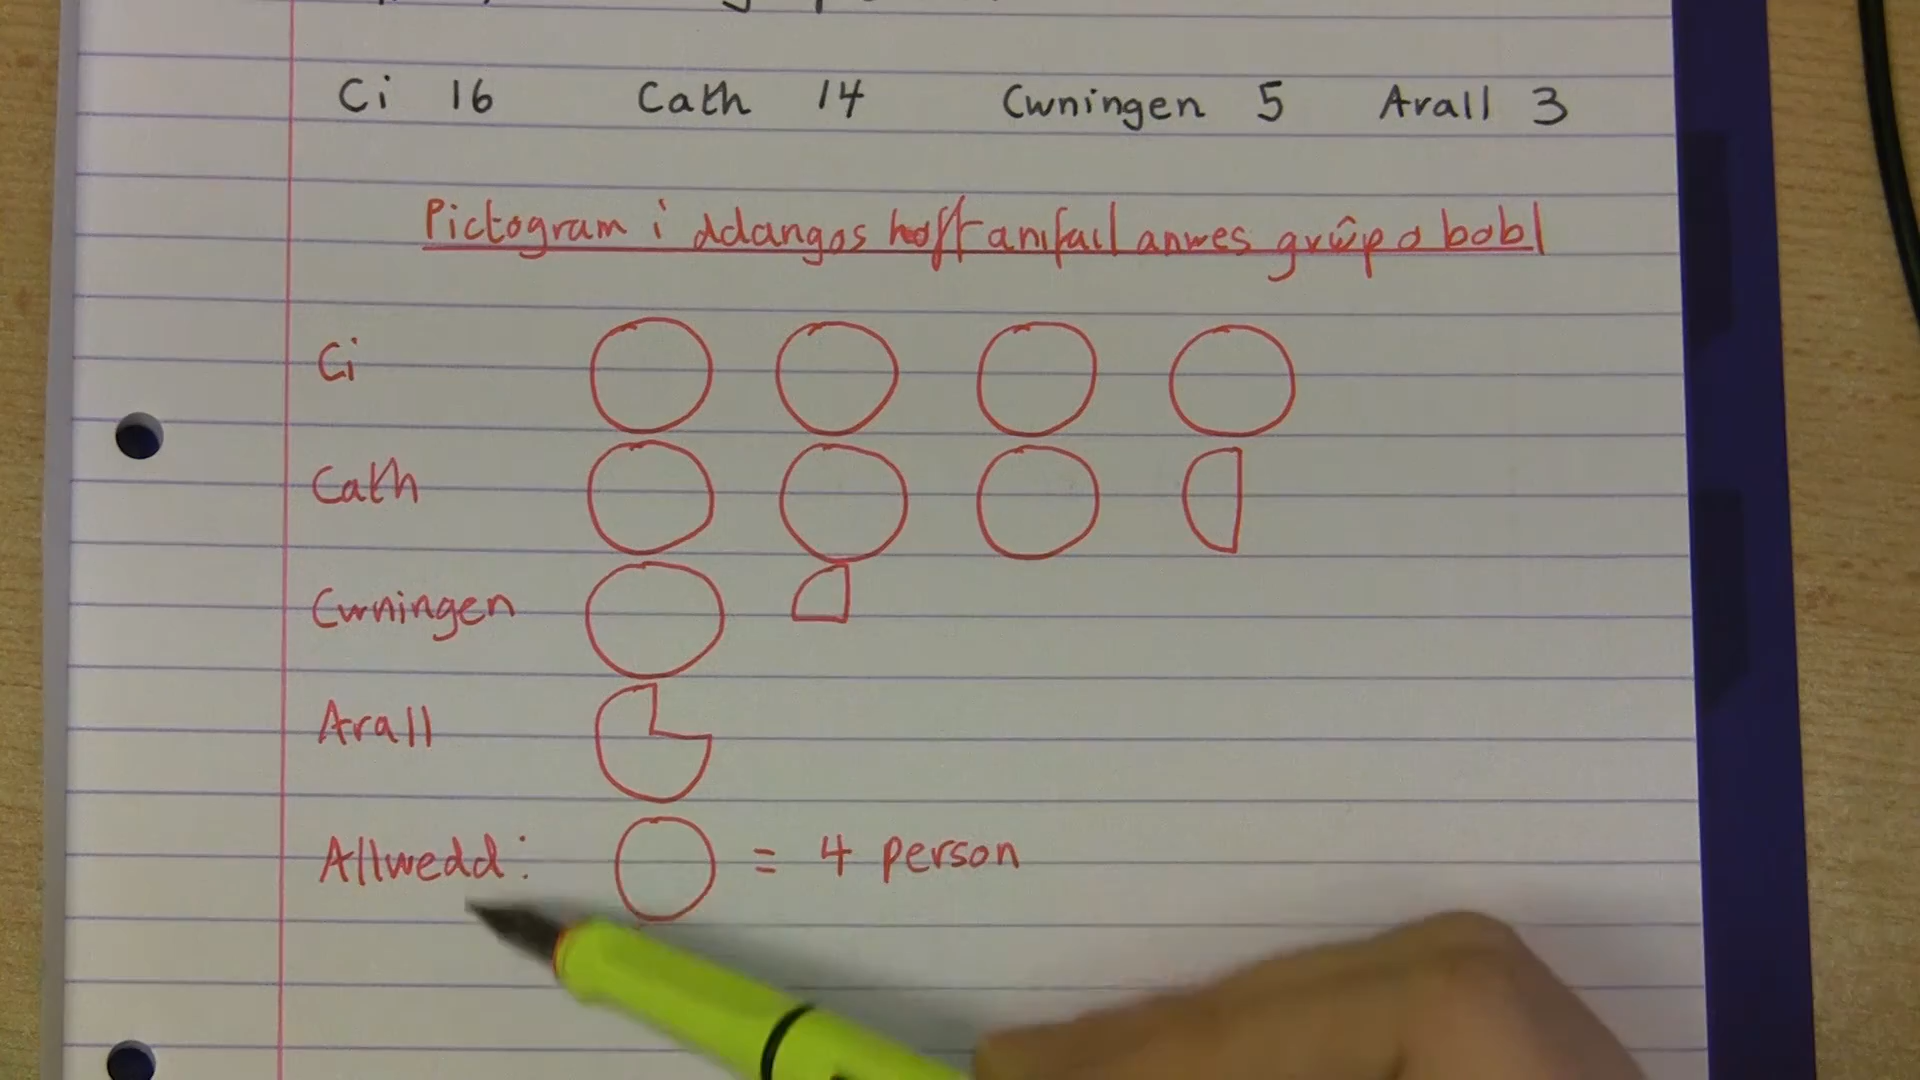 Ci 16 Cath 14 Cwningen 5 Arall 3
Pictogram i ddangos hoff anifail anwes grŵp o bobl
Ci
Cath
Cwningen
Arall
Allwedd: = 4 person